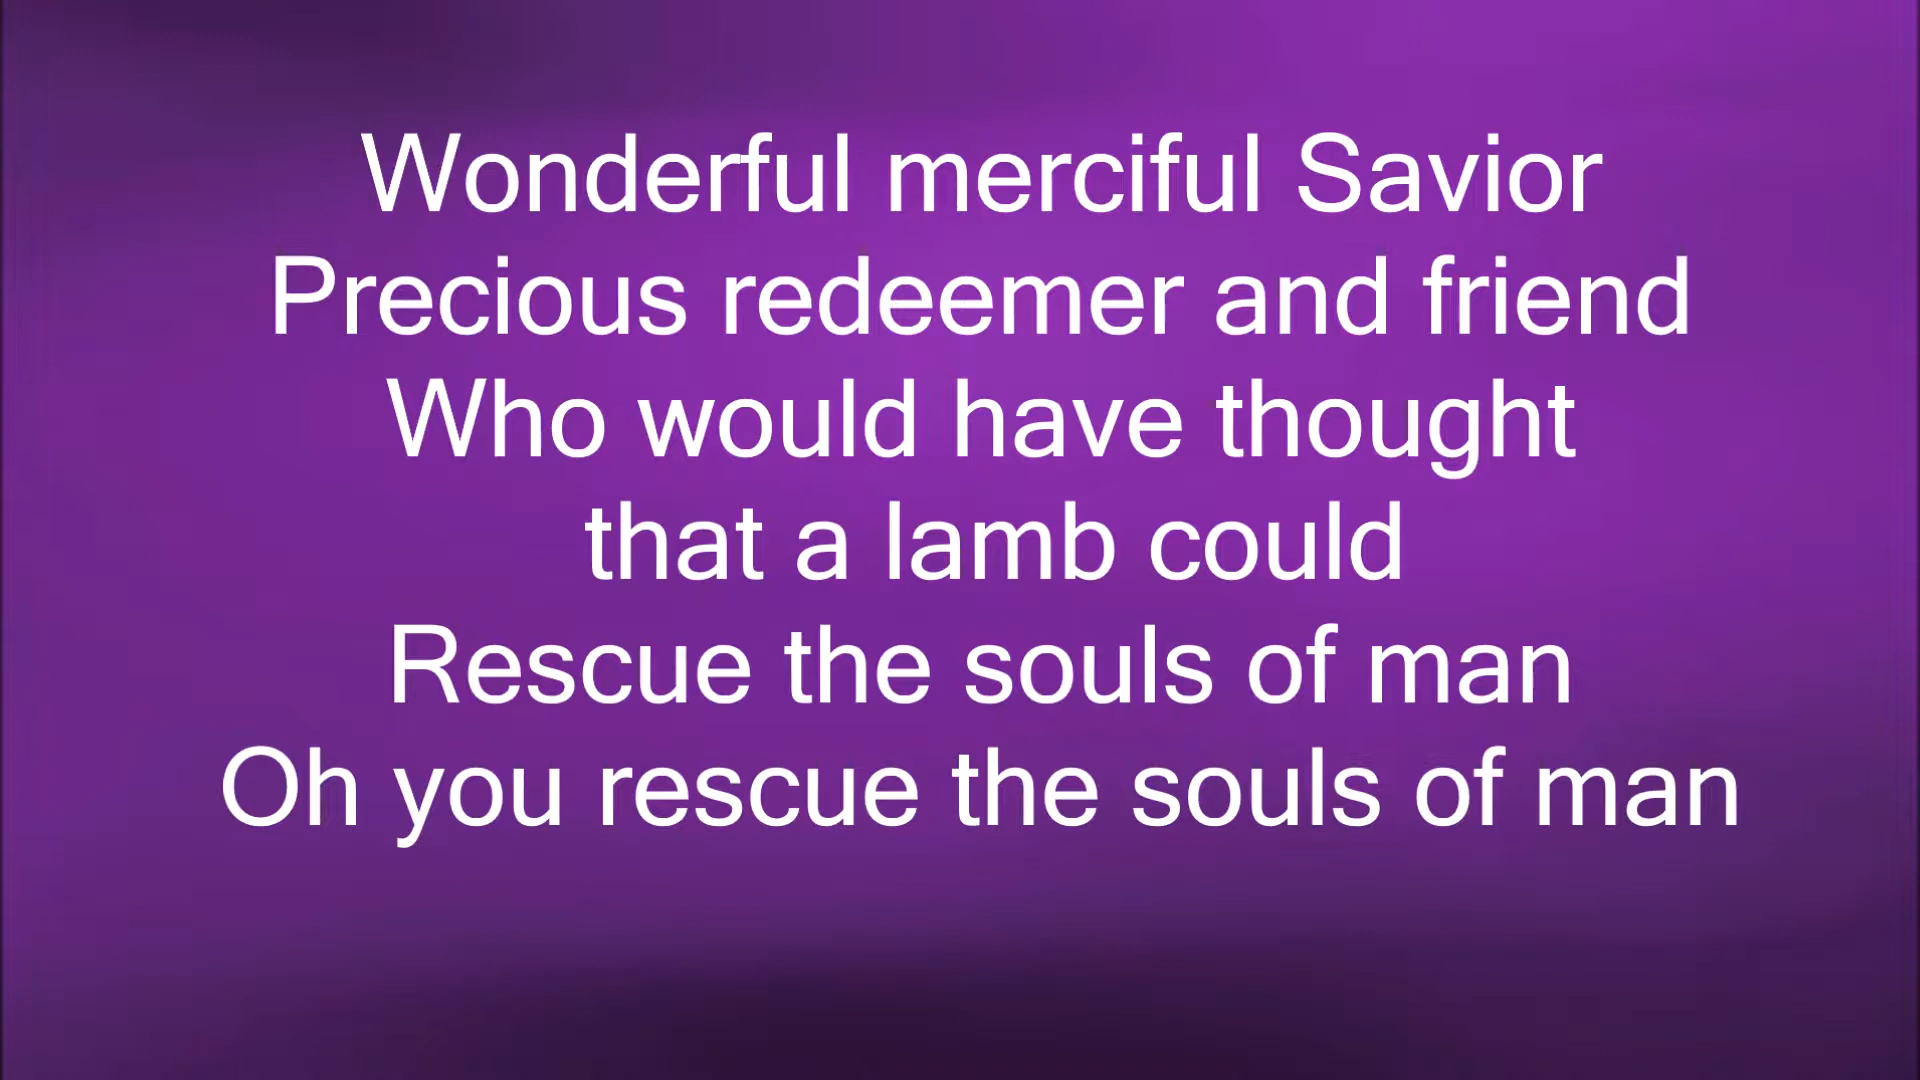 Wonderful merciful Savior
Precious redeemer and friend
Who would have thought
that a lamb could
Rescue the souls of man
Oh you rescue the souls of man